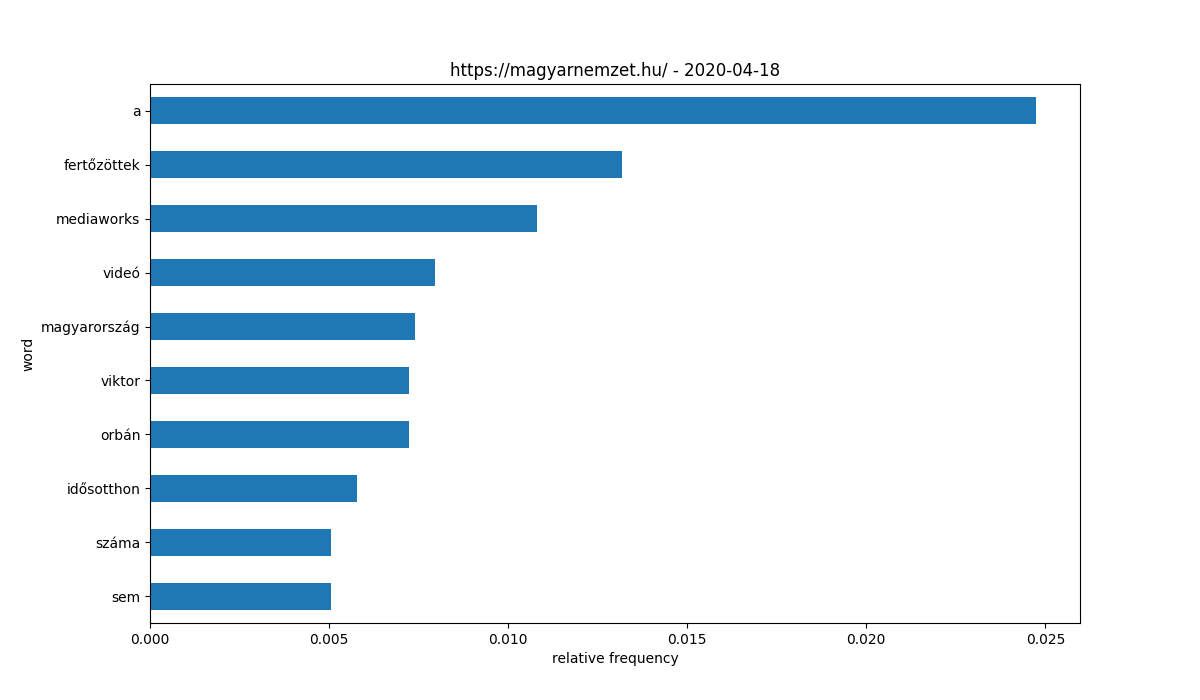 https://magyarnemzet.hu/ - 2020-04-18
a
fertőzöttek
mediaworks
videó
magyarország
viktor
orbán
idősotthon
száma
sem
word
0.000 0.005 0.010 0.015 0.020 0.025
relative frequency